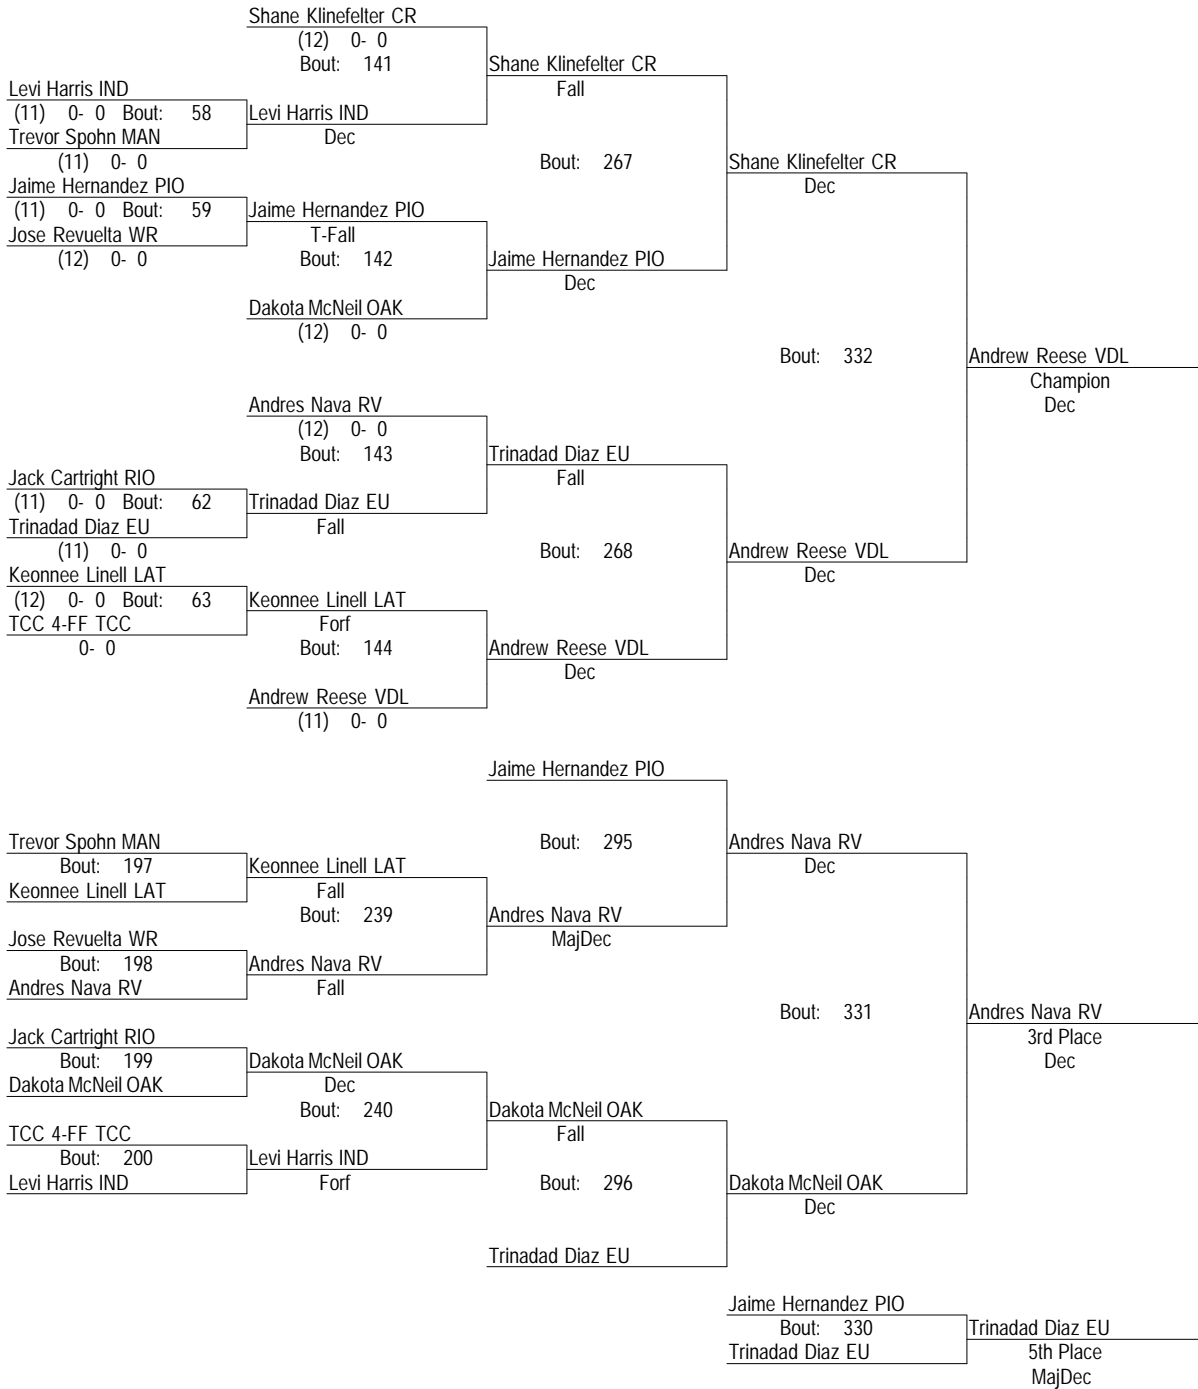 Shane Klinefelter CR
(12) 0- 0
Bout: 141
Shane Klinefelter CR
Fall
Levi Harris IND
(11) 0- 0 Bout: 58
Levi Harris IND
Trevor Spohn MAN
Dec
(11) 0- 0
Bout: 267
Shane Klinefelter CR
Dec
Jaime Hernandez PIO
(11) 0- 0 Bout: 59
Jaime Hernandez PIO
Jose Revuelta WR
T-Fall
(12) 0- 0
Bout: 142
Jaime Hernandez PIO
Dec
Dakota McNeil OAK
(12) 0- 0
Bout: 332
Andrew Reese VDL
Champion
Dec
Andres Nava RV
(12) 0- 0
Bout: 143
Trinadad Diaz EU
Fall
Jack Cartright RIO
(11) 0- 0 Bout: 62
Trinadad Diaz EU
Trinadad Diaz EU
Fall
(11) 0- 0
Bout: 268
Andrew Reese VDL
Dec
Keonnee Linell LAT
(12) 0- 0 Bout: 63
Keonnee Linell LAT
TCC 4-FF TCC
Forf
0- 0
Bout: 144
Andrew Reese VDL
Dec
Andrew Reese VDL
(11) 0- 0
Jaime Hernandez PIO
Trevor Spohn MAN
Bout: 295
Andres Nava RV
Bout: 197
Keonnee Linell LAT
Dec
Keonnee Linell LAT
Fall
Bout: 239
Andres Nava RV
Jose Revuelta WR
MajDec
Bout: 198
Andres Nava RV
Andres Nava RV
Fall
Bout: 331
Andres Nava RV
Jack Cartright RIO
3rd Place
Bout: 199
Dakota McNeil OAK
Dec
Dakota McNeil OAK
Dec
Bout: 240
Dakota McNeil OAK
TCC 4-FF TCC
Fall
Bout: 200
Levi Harris IND
Levi Harris IND
Forf
Bout: 296
Dakota McNeil OAK
Dec
Trinadad Diaz EU
Jaime Hernandez PIO
Bout: 330
Trinadad Diaz EU
Trinadad Diaz EU
5th Place
MajDec